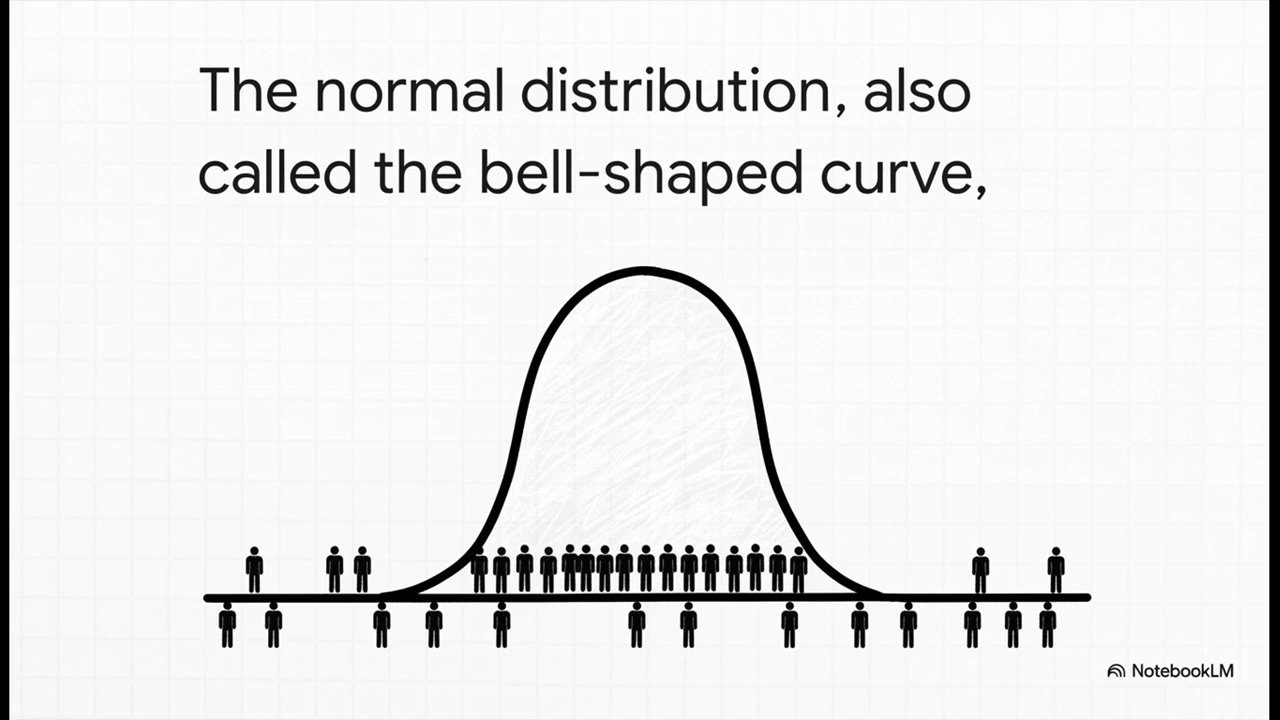 The normal distribution, also
called the bell-shaped curve,
NotebookLM